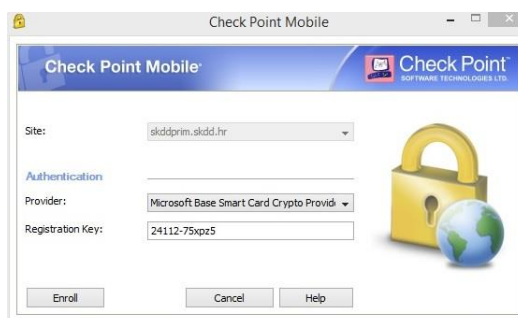 Check Point Mobile
Check Point Mobile
Check Point
SOFTWARE TECHNOLOGIES LTD.
Site: skddprim.skdd.hr
Authentication
Provider: Microsoft Base Smart Card Crypto Provid
Registration Key: 24112-75xpz5
Enroll Cancel Help